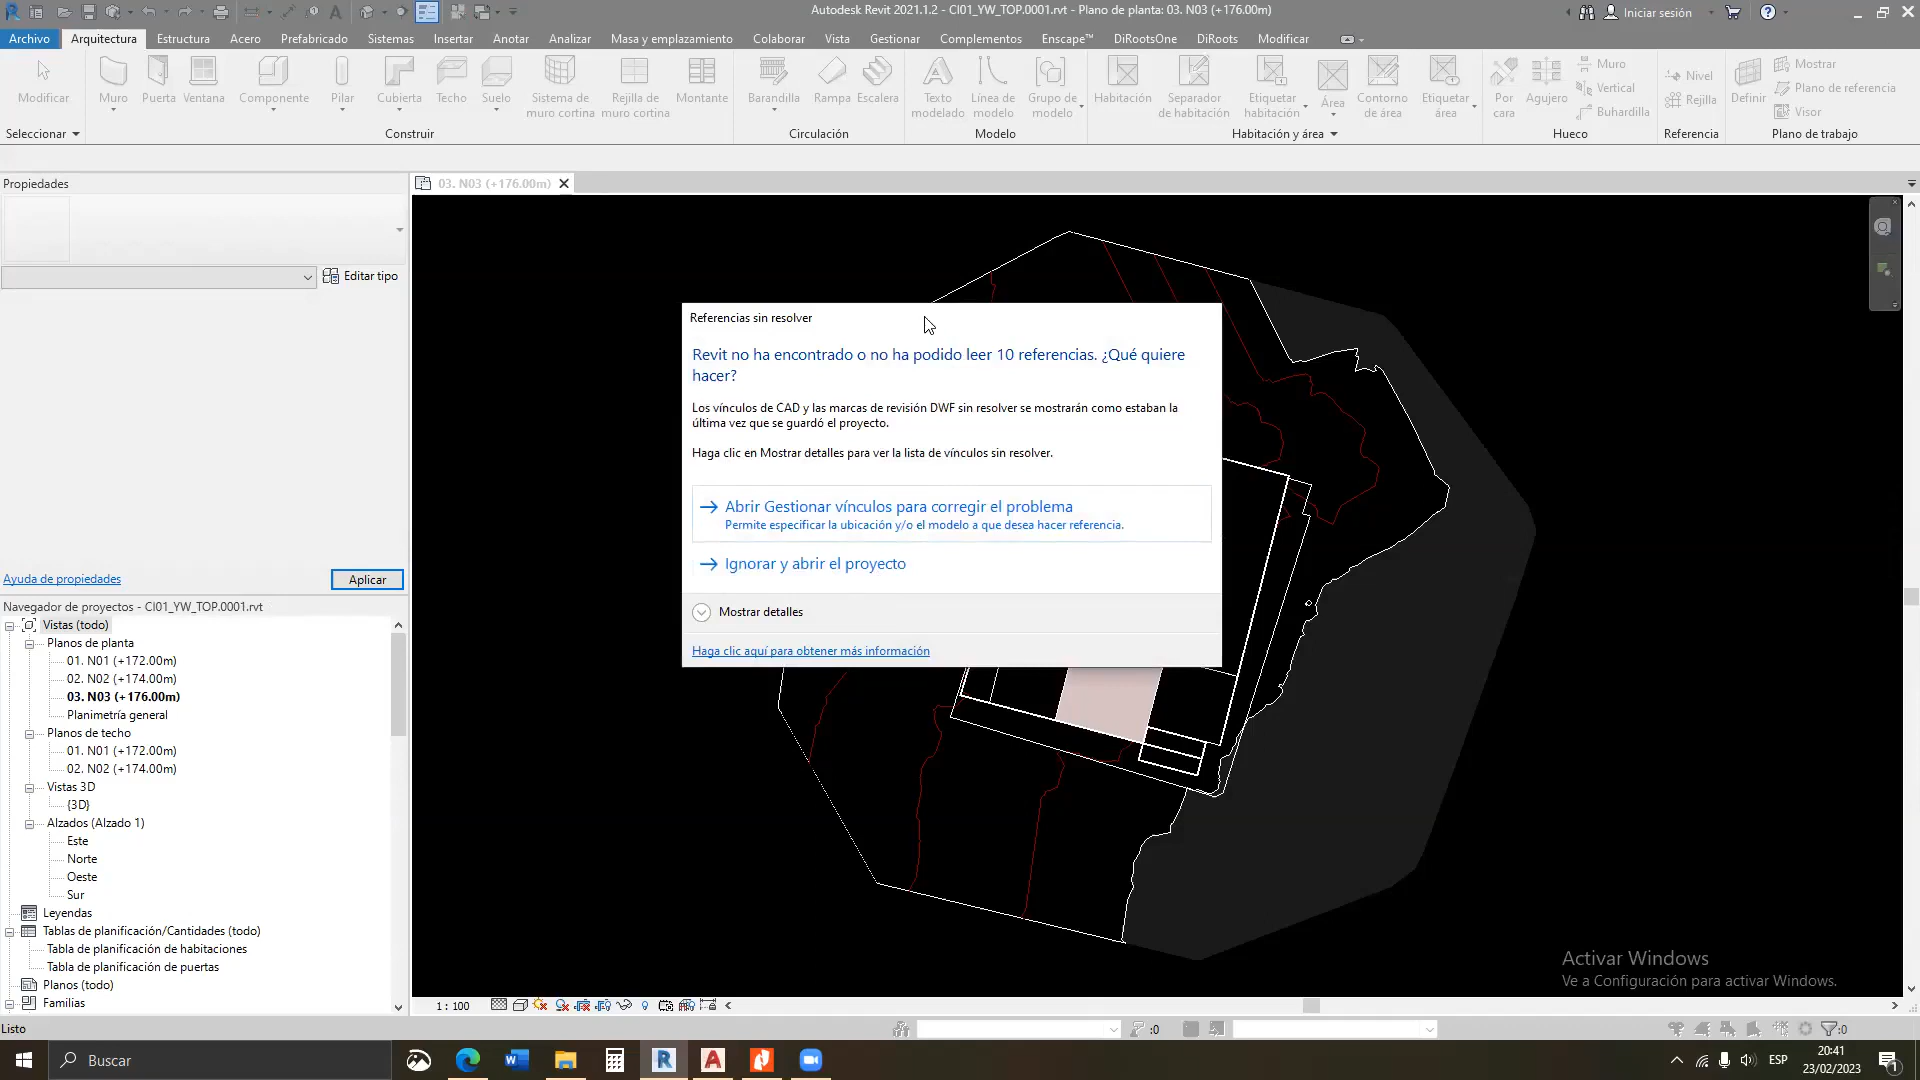 Autodesk Revit 2021.1.2 - CI01_YW_TOP.0001.rvt - Plano de planta: 03. N03 (+176.00m)
Iniciar sesión
Archivo Arquitectura Estructura Acero Prefabricado Sistemas Insertar Anotar Analizar Masa y emplazamiento Colaborar Vista Gestionar Complementos Enscape™ DiRootsOne DiRoots Modificar
Modificar
Muro Puerta Ventana Componente Pilar Cubierta Techo Suelo Sistema de muro cortina Rejilla de muro cortina Montante
Barandilla Rampa Escalera
Texto modelado Línea de modelo Grupo de modelo
Habitación Separador de habitación Etiquetar habitación Área Contorno de área Etiquetar área
Por cara Agujero Muro Vertical Buhardilla
Nivel Rejilla
Definir Mostrar Plano de referencia Visor
Seleccionar Construir Circulación Modelo Habitación y área Hueco Referencia Plano de trabajo
Propiedades
03. N03 (+176.00m)
Editar tipo
Referencias sin resolver
Revit no ha encontrado o no ha podido leer 10 referencias. ¿Qué quiere
hacer?
Los vínculos de CAD y las marcas de revisión DWF sin resolver se mostrarán como estaban la
última vez que se guardó el proyecto.
Haga clic en Mostrar detalles para ver la lista de vínculos sin resolver.
Abrir Gestionar vínculos para corregir el problema
Permite especificar la ubicación y/o el modelo a que desea hacer referencia.
Ignorar y abrir el proyecto
Mostrar detalles
Haga clic aquí para obtener más información
Ayuda de propiedades
Aplicar
Navegador de proyectos - CI01_YW_TOP.0001.rvt
Vistas (todo)
Planos de planta
01. N01 (+172.00m)
02. N02 (+174.00m)
03. N03 (+176.00m)
Planimetría general
Planos de techo
01. N01 (+172.00m)
02. N02 (+174.00m)
Vistas 3D
{3D}
Alzados (Alzado 1)
Este
Norte
Oeste
Sur
Leyendas
Tablas de planificación/Cantidades (todo)
Tabla de planificación de habitaciones
Tabla de planificación de puertas
Planos (todo)
Familias
Activar Windows
Ve a Configuración para activar Windows.
1 : 100
Listo
:0
:0
Buscar
ESP
20:41
23/02/2023